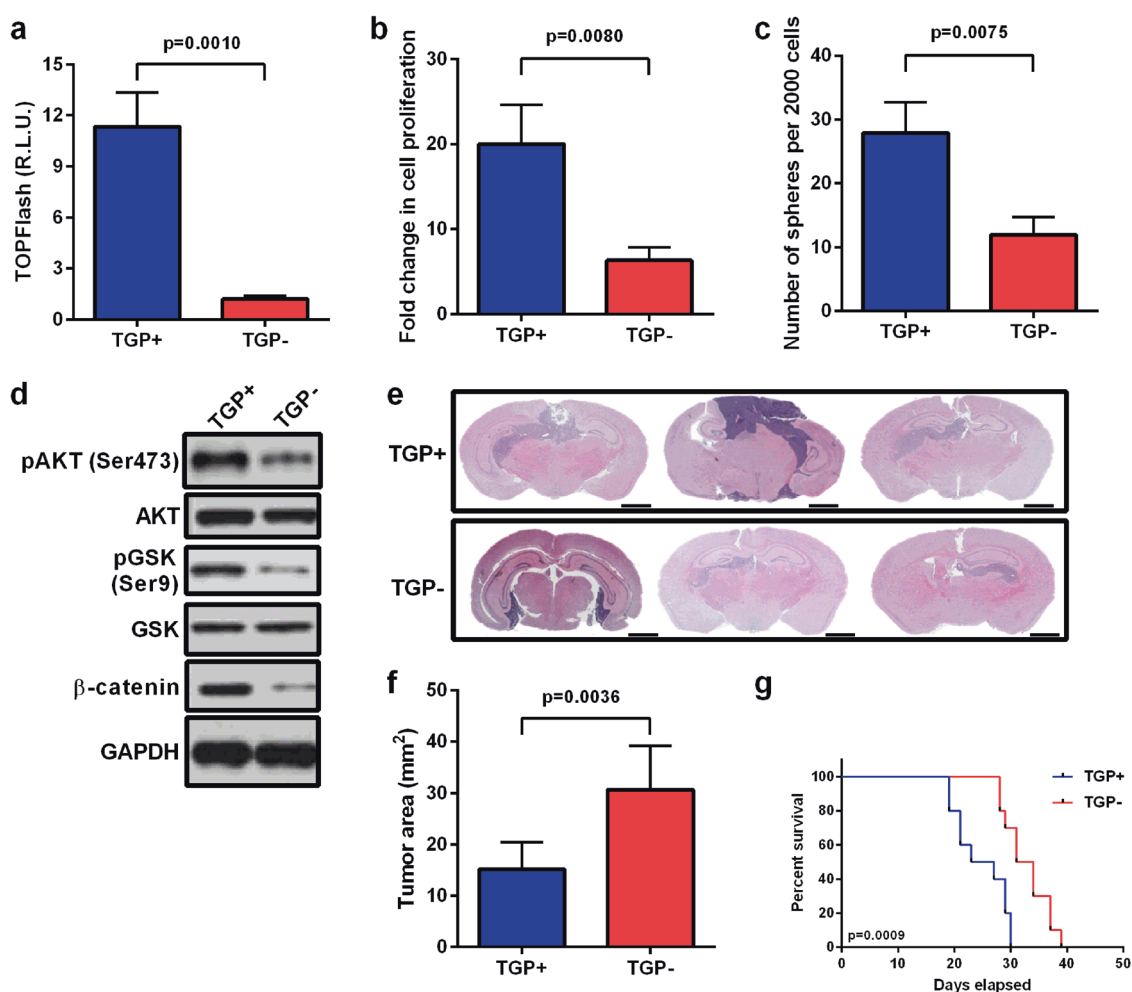 a
p=0.0010
TOPFlash (R.L.U.)
15
12
9
6
3
0
TGP+ TGP-
b
p=0.0080
Fold change in cell proliferation
30
20
10
0
TGP+ TGP-
c
p=0.0075
Number of spheres per 2000 cells
40
30
20
10
0
TGP+ TGP-
d
TGP+ TGP-
pAKT (Ser473)
AKT
pGSK
(Ser9)
GSK
β-catenin
GAPDH
e
TGP+
TGP-
f
p=0.0036
Tumor area (mm²)
50
40
30
20
10
0
TGP+ TGP-
g
TGP+
TGP-
Percent survival
100
80
60
40
20
0
p=0.0009
0 10 20 30 40 50
Days elapsed